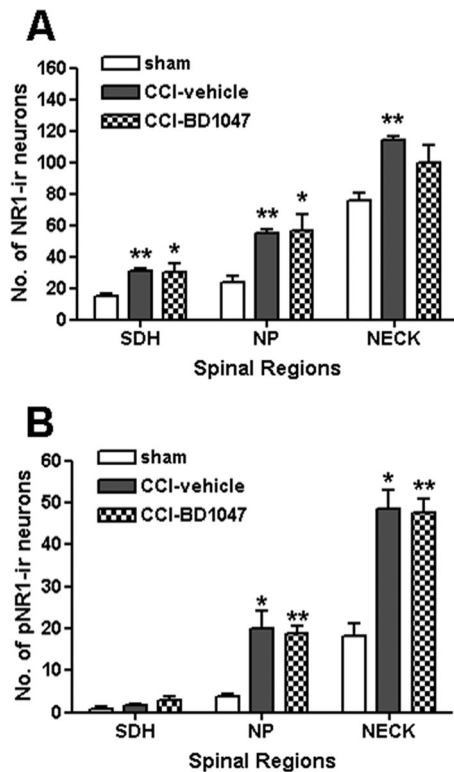 A
sham
CCI-vehicle
CCI-BD1047
No. of NR1-ir neurons
160
140
120
100
80
60
40
20
0
** *
** *
**
SDH NP NECK
Spinal Regions
B
sham
CCI-vehicle
CCI-BD1047
No. of pNR1-ir neurons
60
50
40
30
20
10
0
* **
* **
SDH NP NECK
Spinal Regions